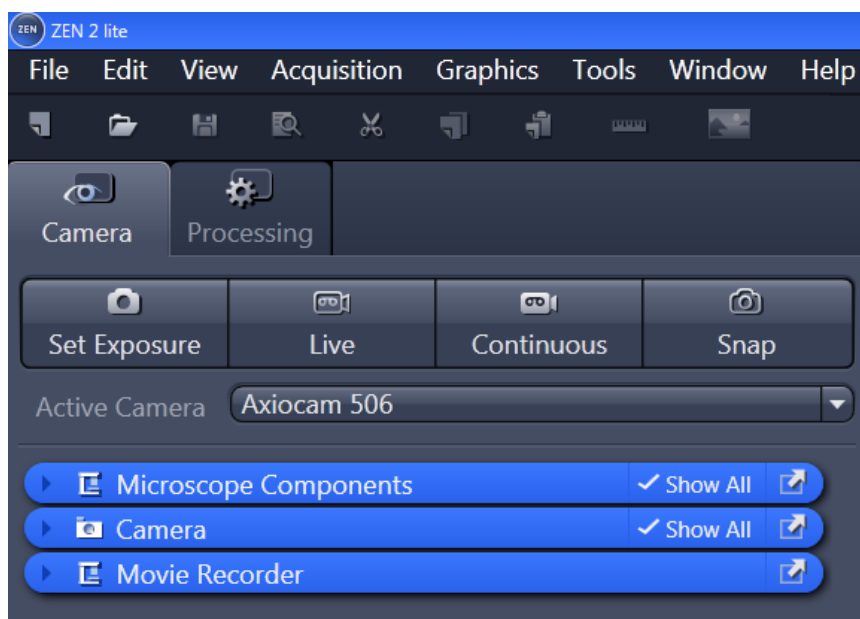 ZEN ZEN 2 lite
File Edit View Acquisition Graphics Tools Window Help
Camera Processing
Set Exposure Live Continuous Snap
Active Camera Axiocam 506
Microscope Components Show All
Camera Show All
Movie Recorder